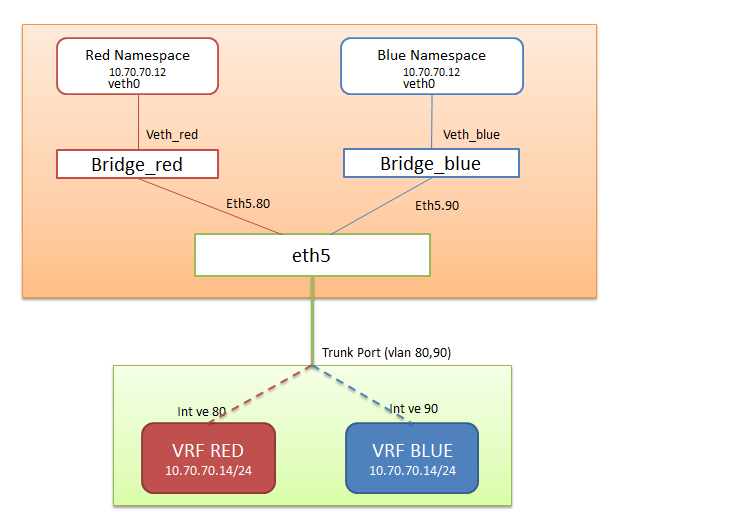 Red Namespace
10.70.70.12
veth0
Blue Namespace
10.70.70.12
veth0
Veth_red
Veth_blue
Bridge_red
Bridge_blue
Eth5.80
Eth5.90
eth5
Trunk Port (vlan 80,90)
Int ve 80
Int ve 90
VRF RED
10.70.70.14/24
VRF BLUE
10.70.70.14/24